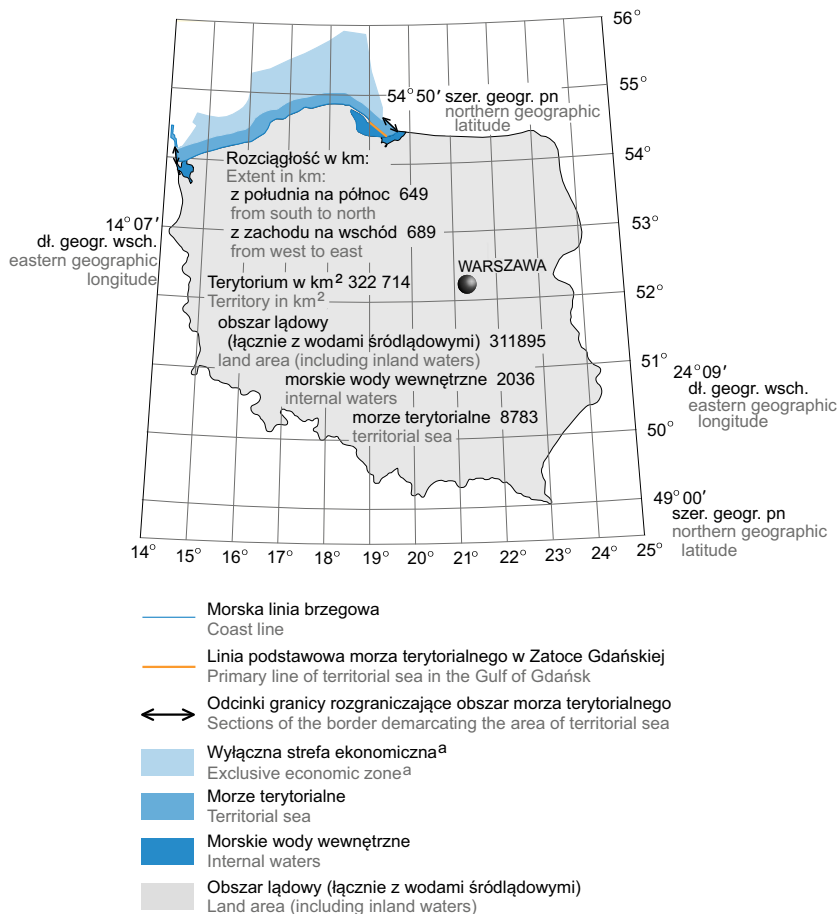 56°
55°
54° 50′ szer. geogr. pn
northern geographic
latitude
54°
Rozciągłość w km:
Extent in km:
z południa na północ 649
from south to north
z zachodu na wschód 689
from west to east
14° 07′
dł. geogr. wsch.
eastern geographic
longitude
53°
WARSZAWA
Terytorium w km² 322 714
Territory in km²
52°
obszar lądowy
(łącznie z wodami śródlądowymi) 311895
land area (including inland waters)
51°
morskie wody wewnętrzne 2036
internal waters
24° 09′
dł. geogr. wsch.
eastern geographic
longitude
morze terytorialne 8783
territorial sea
50°
49° 00′
szer. geogr. pn
northern geographic
latitude
14° 15° 16° 17° 18° 19° 20° 21° 22° 23° 24° 25°
Morska linia brzegowa
Coast line
Linia podstawowa morza terytorialnego w Zatoce Gdańskiej
Primary line of territorial sea in the Gulf of Gdańsk
Odcinki granicy rozgraniczające obszar morza terytorialnego
Sections of the border demarcating the area of territorial sea
Wyłączna strefa ekonomiczna a
Exclusive economic zone a
Morze terytorialne
Territorial sea
Morskie wody wewnętrzne
Internal waters
Obszar lądowy (łącznie z wodami śródlądowymi)
Land area (including inland waters)